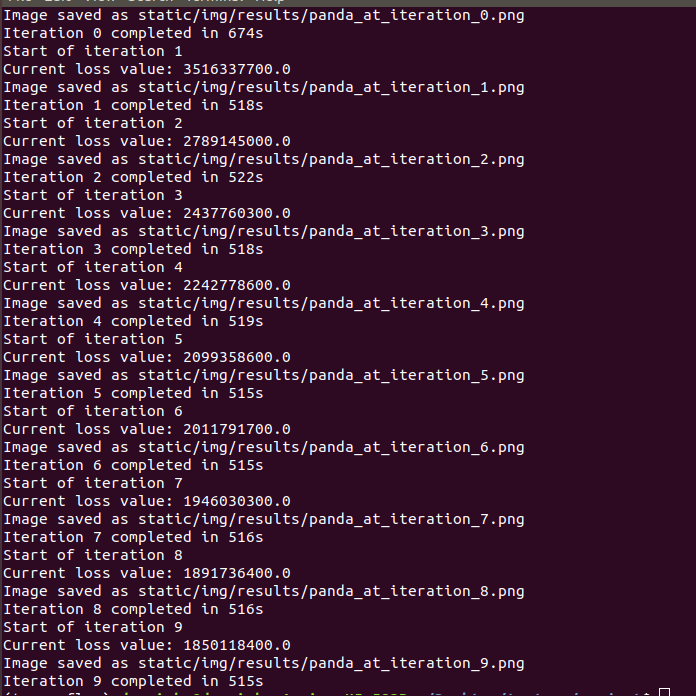 Image saved as static/img/results/panda_at_iteration_0.png
Iteration 0 completed in 674s
Start of iteration 1
Current loss value: 3516337700.0
Image saved as static/img/results/panda_at_iteration_1.png
Iteration 1 completed in 518s
Start of iteration 2
Current loss value: 2789145000.0
Image saved as static/img/results/panda_at_iteration_2.png
Iteration 2 completed in 522s
Start of iteration 3
Current loss value: 2437760300.0
Image saved as static/img/results/panda_at_iteration_3.png
Iteration 3 completed in 518s
Start of iteration 4
Current loss value: 2242778600.0
Image saved as static/img/results/panda_at_iteration_4.png
Iteration 4 completed in 519s
Start of iteration 5
Current loss value: 2099358600.0
Image saved as static/img/results/panda_at_iteration_5.png
Iteration 5 completed in 515s
Start of iteration 6
Current loss value: 2011791700.0
Image saved as static/img/results/panda_at_iteration_6.png
Iteration 6 completed in 515s
Start of iteration 7
Current loss value: 1946030300.0
Image saved as static/img/results/panda_at_iteration_7.png
Iteration 7 completed in 516s
Start of iteration 8
Current loss value: 1891736400.0
Image saved as static/img/results/panda_at_iteration_8.png
Iteration 8 completed in 516s
Start of iteration 9
Current loss value: 1850118400.0
Image saved as static/img/results/panda_at_iteration_9.png
Iteration 9 completed in 515s